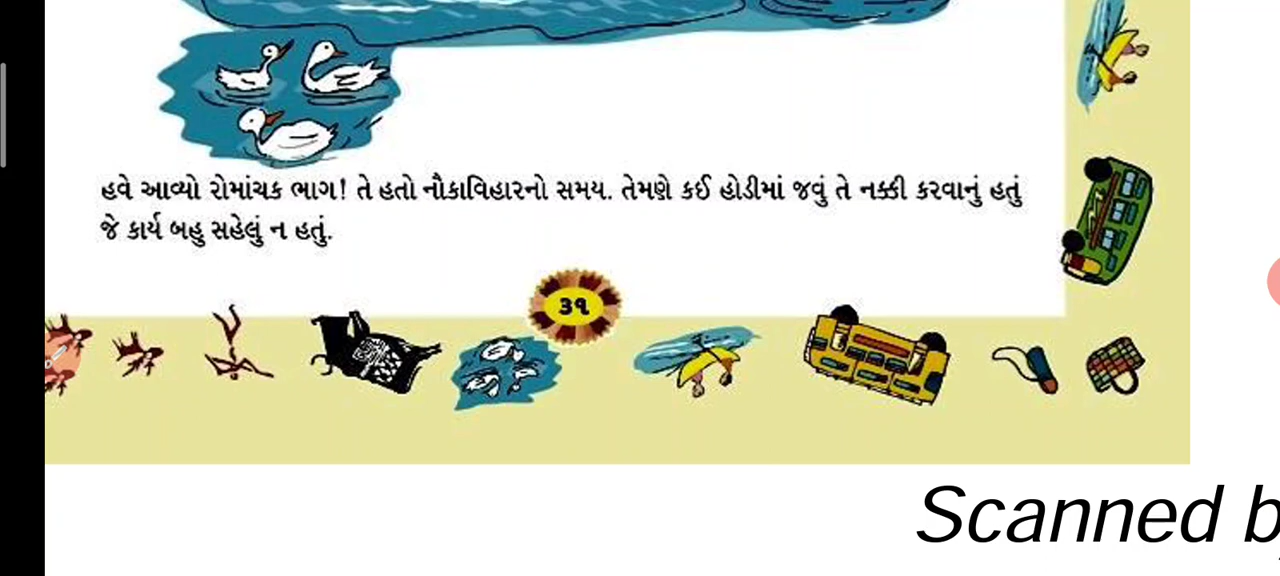 હવે આવ્યો રોમાંચક ભાગ! તે હતો નૌકાવિહારનો સમય. તેમણે કઈ હોડીમાં જવું તે નક્કી કરવાનું હતું
જે કાર્ય બહુ સહેલું ન હતું.
૩૧
Scanned b